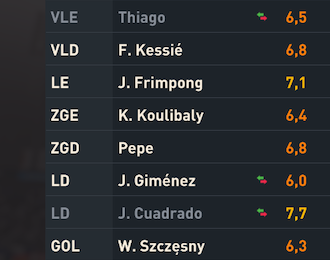 VLE Thiago 6,5
VLD F. Kessié 6,8
LE J. Frimpong 7,1
ZGE K. Koulibaly 6,4
ZGD Pepe 6,8
LD J. Giménez 6,0
LD J. Cuadrado 7,7
GOL W. Szczęsny 6,3